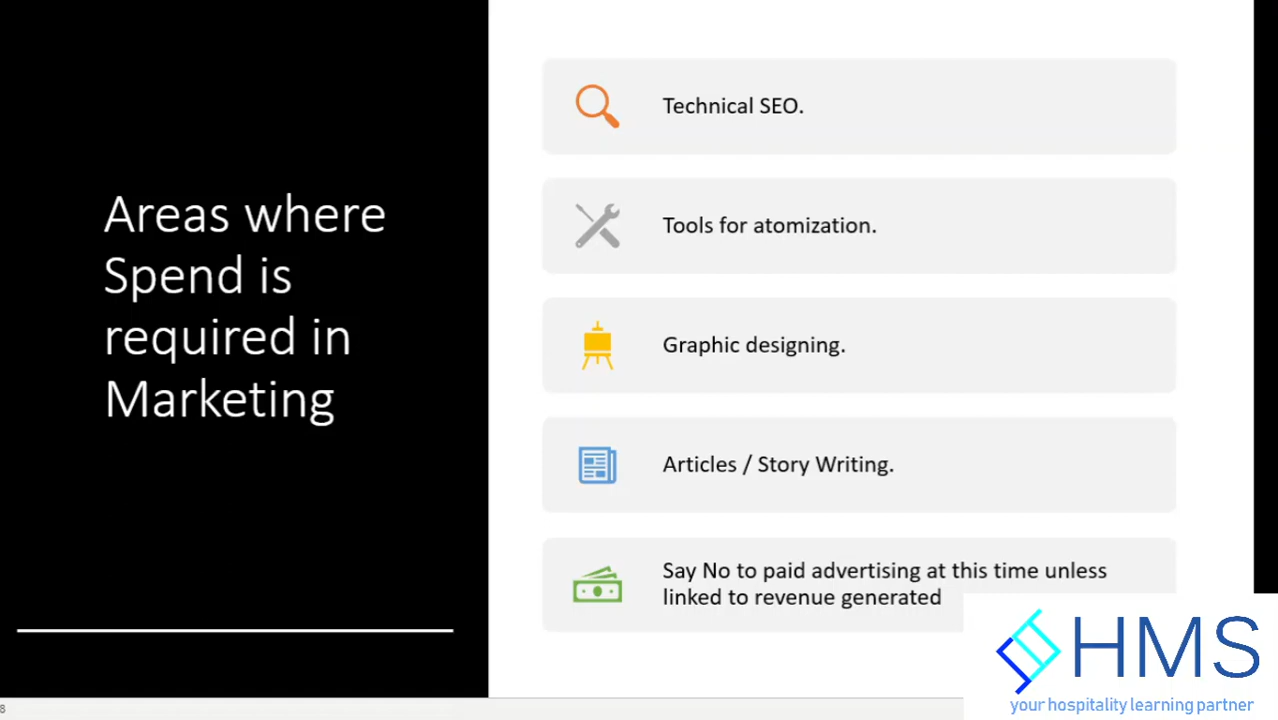 Areas where
Spend is
required in
Marketing
Technical SEO.
Tools for atomization.
Graphic designing.
Articles / Story Writing.
Say No to paid advertising at this time unless
linked to revenue generated
HMS
your hospitality learning partner
8